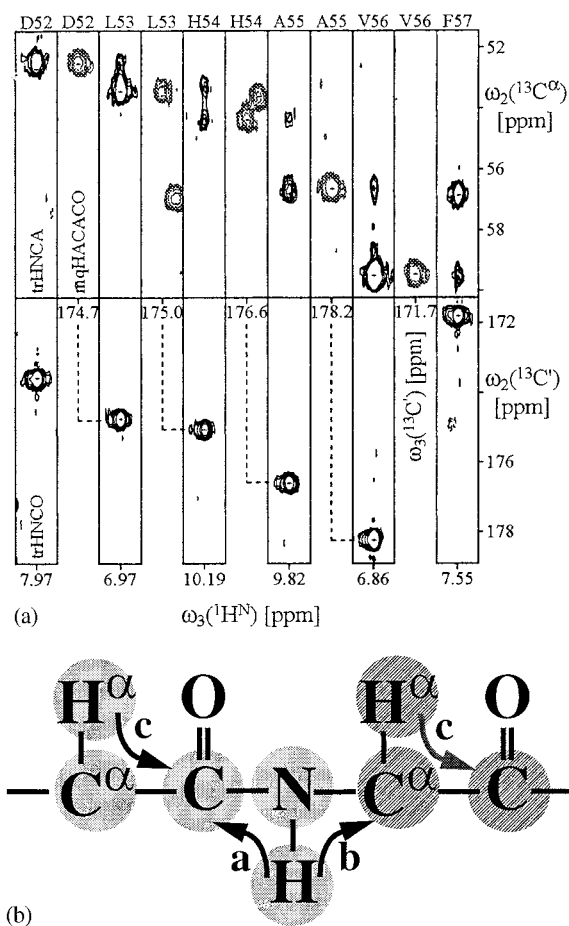 D52 D52 L53 L53 H54 H54 A55 A55 V56 V56 F57
52
ω2(13Cα)
[ppm]
56
59
trHNCA
mqHACACO
174.7 175.0 176.6 178.2 171.7
172
ω3(13C') [ppm]
ω2(13C')
[ppm]
176
178
trHNCO
7.97 6.97 10.19 9.82 6.86 7.55
(a) ω3(1HN) [ppm]
Hα O Hα O
c c
Cα C N Cα C
a b
H
(b)